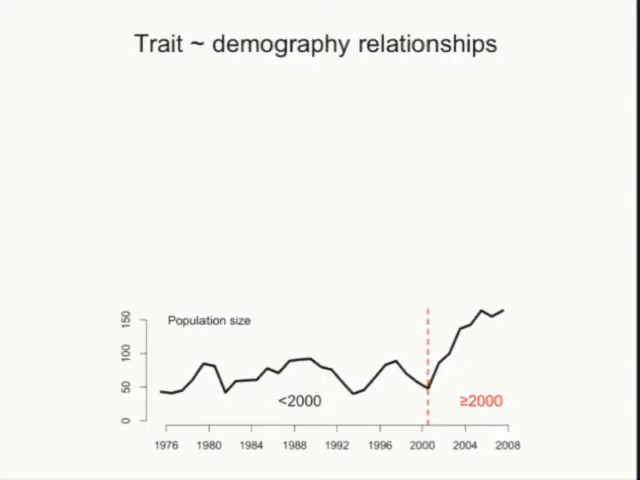 Trait ~ demography relationships
Population size
150
100
50
0
<2000
≥2000
1976 1980 1984 1988 1992 1996 2000 2004 2008